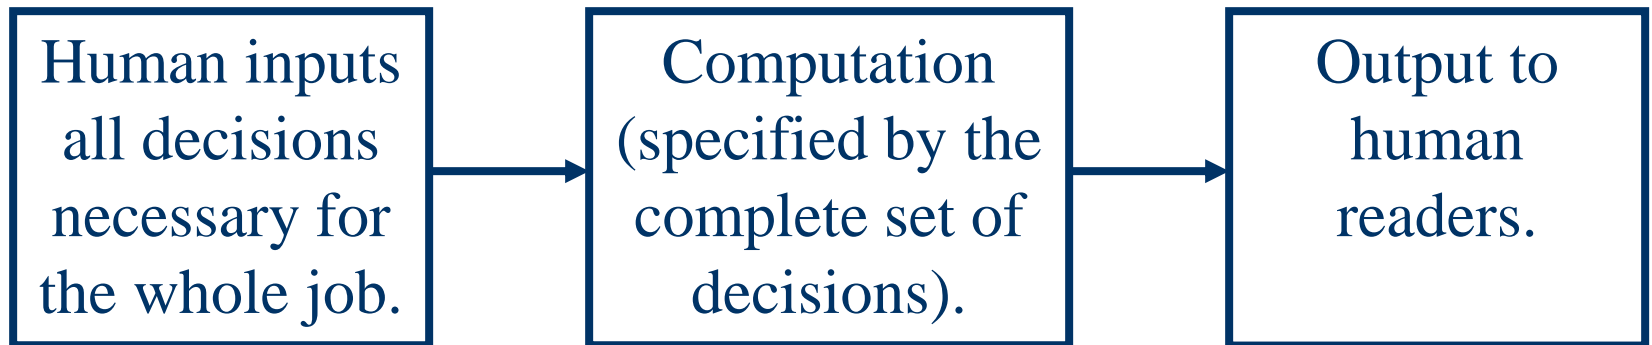 Human inputs
all decisions
necessary for
the whole job.
Computation
(specified by the
complete set of
decisions).
Output to
human
readers.